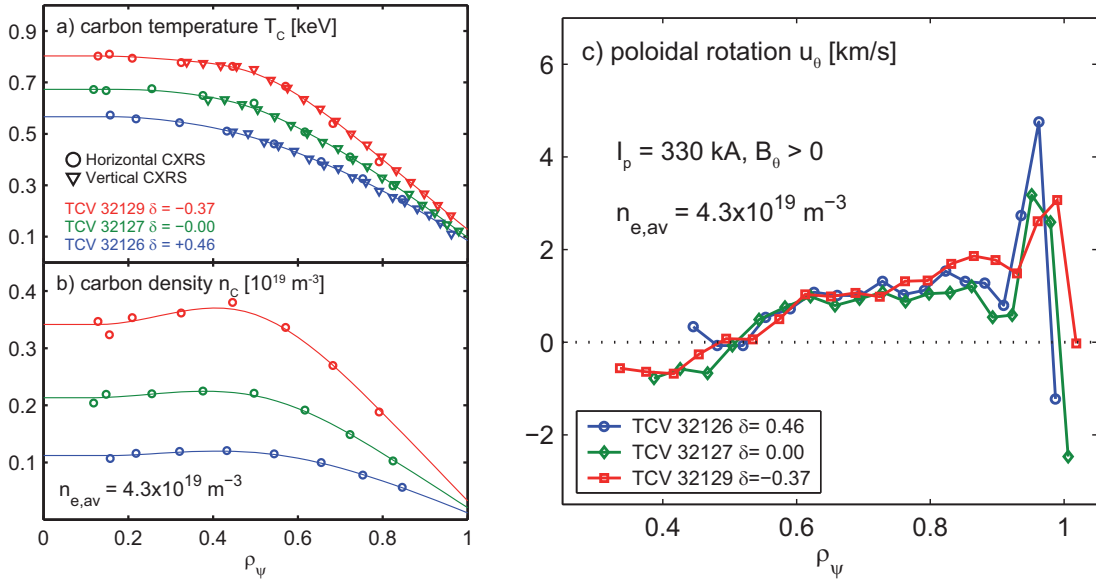 a) carbon temperature T_C [keV]
0.9
0.7
0.5
0.3
0.1
Horizontal CXRS
Vertical CXRS
TCV 32129 δ = −0.37
TCV 32127 δ = −0.00
TCV 32126 δ = +0.46
b) carbon density n_C [10^19 m^-3]
0.4
0.3
0.2
0.1
n_e,av = 4.3x10^19 m^−3
0 0.2 0.4 0.6 0.8 1
ρ_ψ
c) poloidal rotation u_θ [km/s]
6
4
2
0
−2
I_p = 330 kA, B_θ > 0
n_e,av = 4.3x10^19 m^−3
TCV 32126 δ= 0.46
TCV 32127 δ= 0.00
TCV 32129 δ=−0.37
0.4 0.6 0.8 1
ρ_ψ